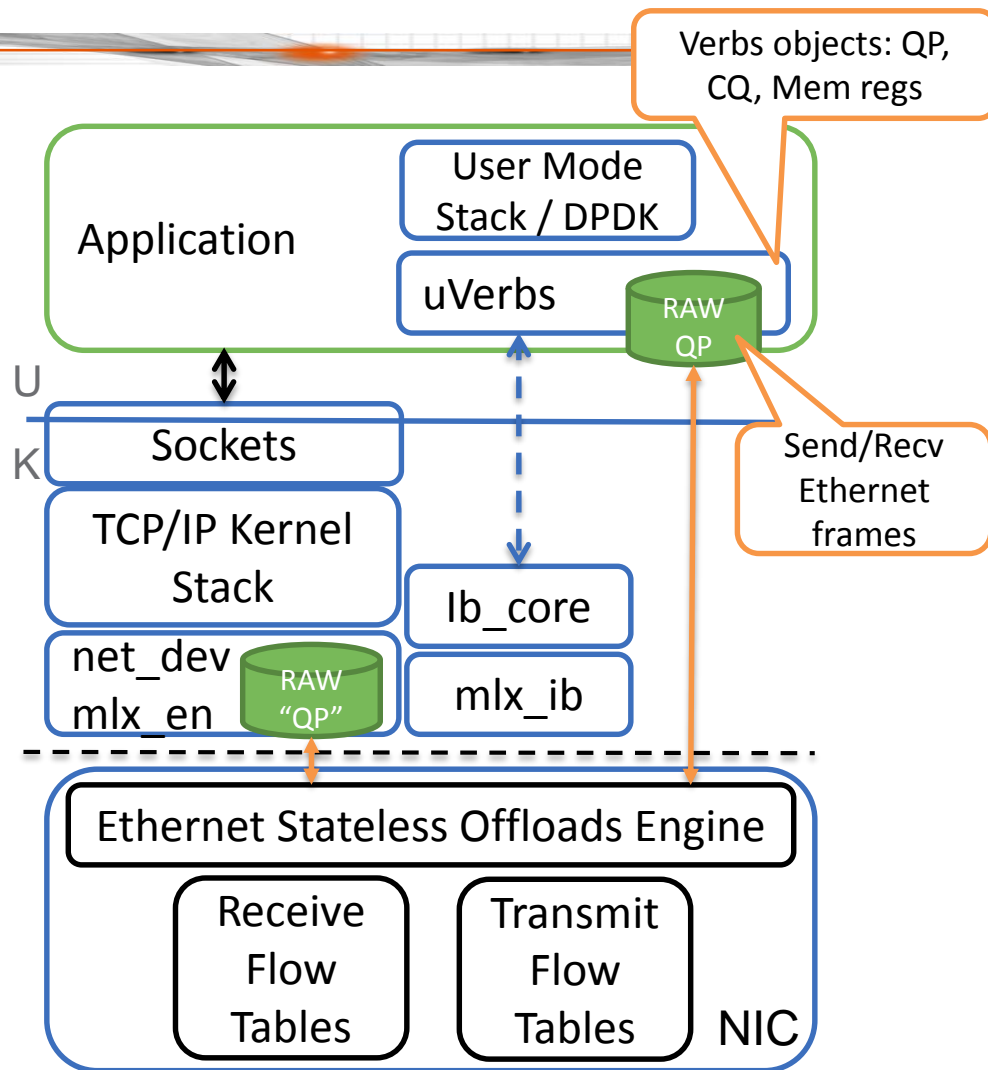 Verbs objects: QP,
CQ, Mem regs
User Mode
Stack / DPDK
Application
uVerbs
RAW
QP
U
K
Sockets
Send/Recv
Ethernet
frames
TCP/IP Kernel
Stack
Ib_core
net_dev
mlx_en
RAW
“QP”
mlx_ib
Ethernet Stateless Offloads Engine
Receive
Flow
Tables
Transmit
Flow
Tables
NIC